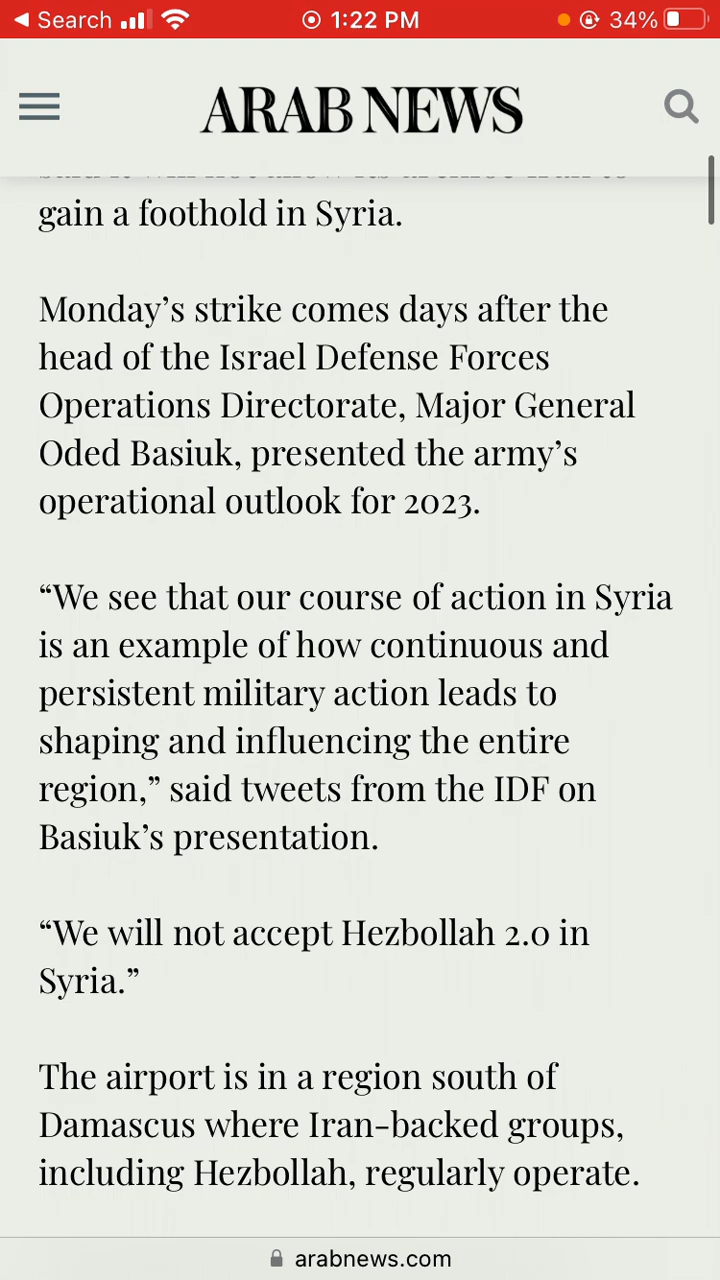 Search 1:22 PM 34%
ARAB NEWS
gain a foothold in Syria.
Monday’s strike comes days after the
head of the Israel Defense Forces
Operations Directorate, Major General
Oded Basiuk, presented the army’s
operational outlook for 2023.
“We see that our course of action in Syria
is an example of how continuous and
persistent military action leads to
shaping and influencing the entire
region,” said tweets from the IDF on
Basiuk’s presentation.
“We will not accept Hezbollah 2.0 in
Syria.”
The airport is in a region south of
Damascus where Iran-backed groups,
including Hezbollah, regularly operate.
arabnews.com